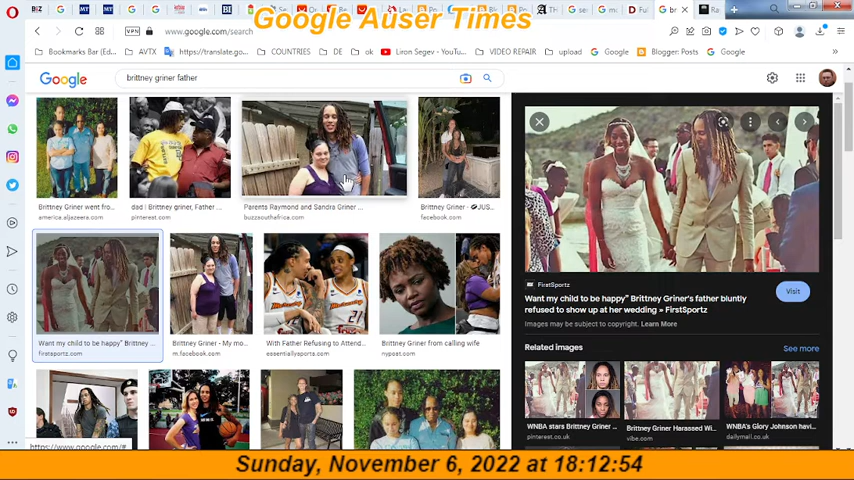 Google Auser Times
www.google.com/search
VPN
Bookmarks Bar (Ed...
AVTX
https://translate.go...
COUNTRIES
DE
ok
Liron Segev - YouTu...
VIDEO REPAIR
upload
Google
Blogger: Posts
Google
Google
brittney griner father
Brittney Griner went fro...
america.aljazeera.com
dad | Brittney griner, Father ...
pinterest.com
Parents Raymond and Sandra Griner ...
buzzsouthafrica.com
Brittney Griner - JUS...
facebook.com
Want my child to be happy" Brittney ...
firstsportz.com
Brittney Griner - My mo...
m.facebook.com
With Father Refusing to Attend...
essentiallysports.com
Brittney Griner from calling wife
nypost.com
FirstSportz
Want my child to be happy" Brittney Griner's father bluntly
refused to show up at her wedding » FirstSportz
Visit
Images may be subject to copyright. Learn More
Related images
See more
WNBA stars Brittney Griner ...
pinterest.co.uk
Brittney Griner Harassed Wi...
vibe.com
WNBA's Glory Johnson havi...
dailymail.co.uk
https://www.google.com/#
Sunday, November 6, 2022 at 18:12:54